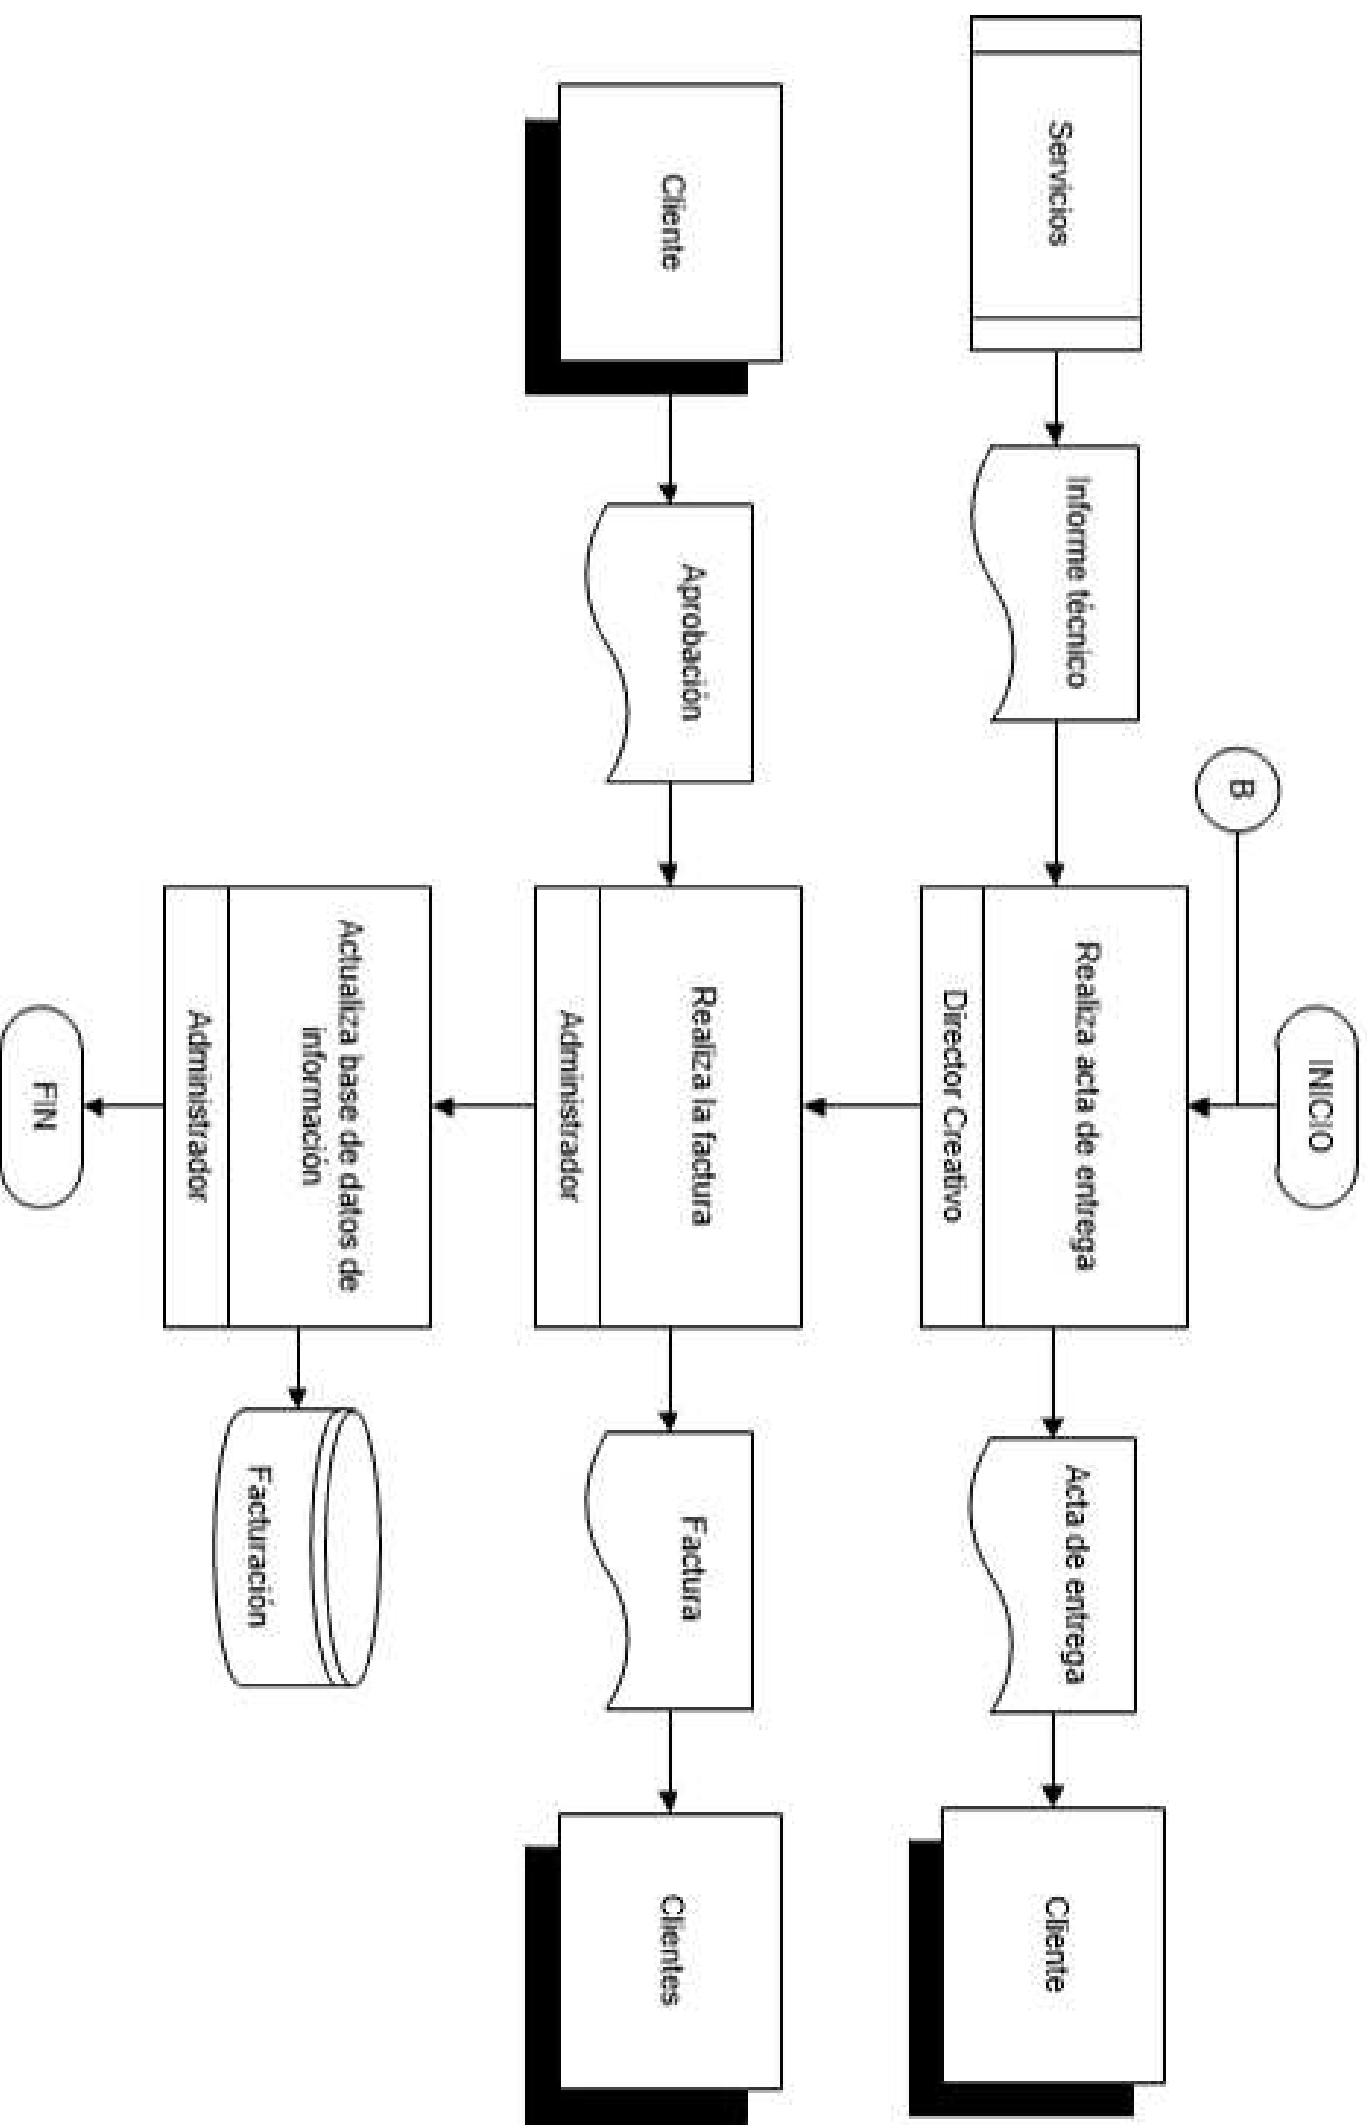 INICIO
B
Servicios
Informe técnico
Realiza acta de entrega
Director Creativo
Acta de entrega
Cliente
Cliente
Aprobación
Realiza la factura
Administrador
Factura
Clientes
Actualiza base de datos de
información
Administrador
Facturación
FIN